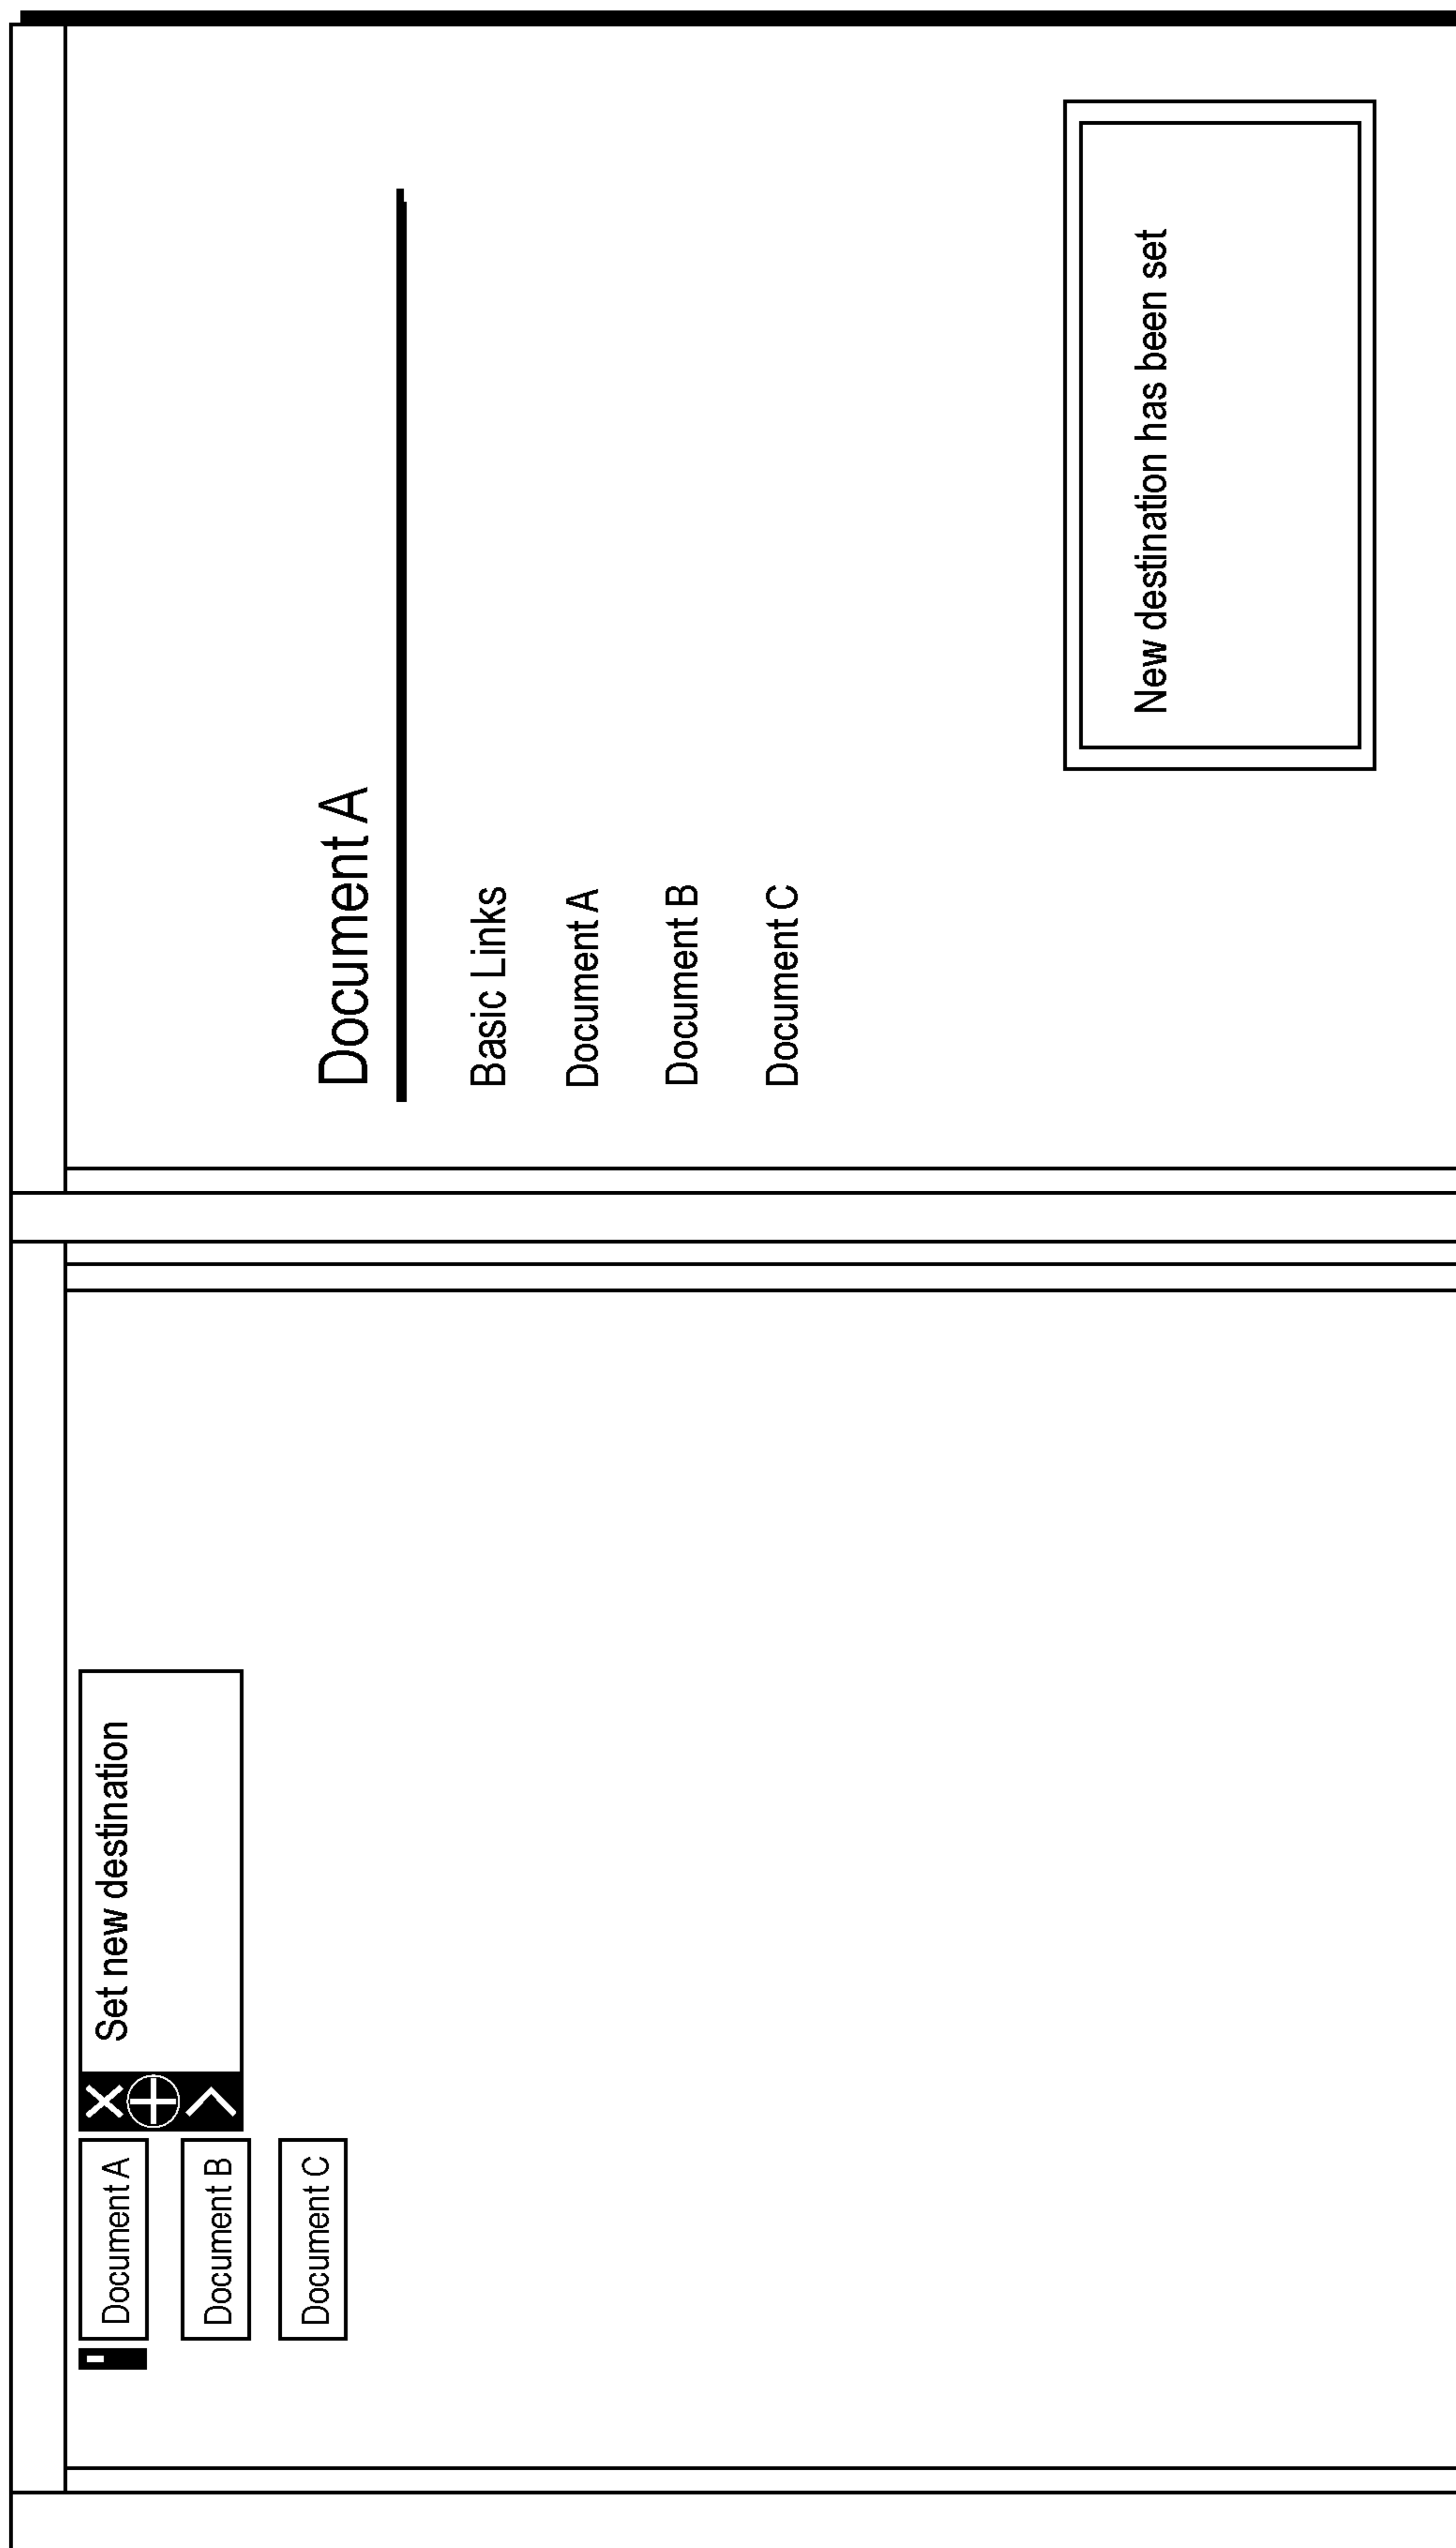 Document A
Document B
Document C
Set new destination
Document A
Basic Links
Document A
Document B
Document C
New destination has been set